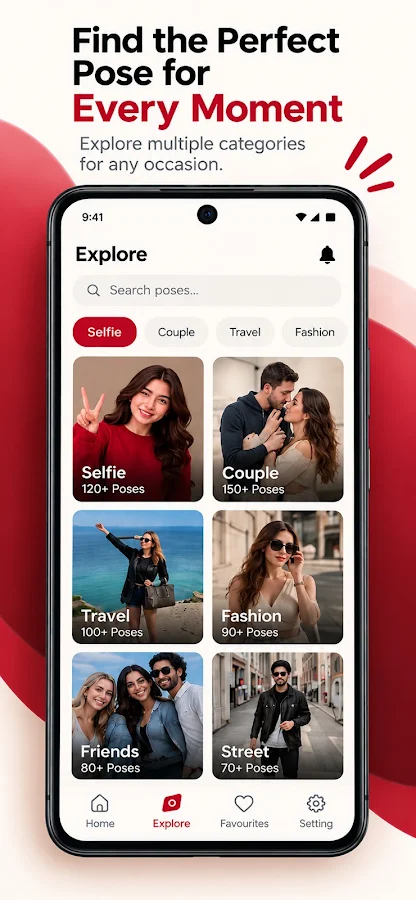 Find the Perfect
Pose for
Every Moment
Explore multiple categories
for any occasion.
9:41
Explore
Search poses...
Selfie
Couple
Travel
Fashion
Selfie
120+ Poses
Couple
150+ Poses
Travel
100+ Poses
Fashion
90+ Poses
Friends
80+ Poses
Street
70+ Poses
Home
Explore
Favourites
Setting